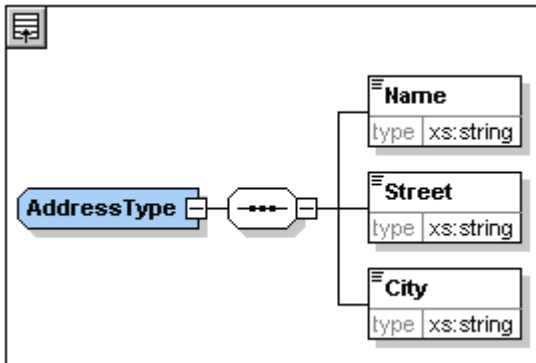 Name
type xs:string
AddressType
Street
type xs:string
City
type xs:string